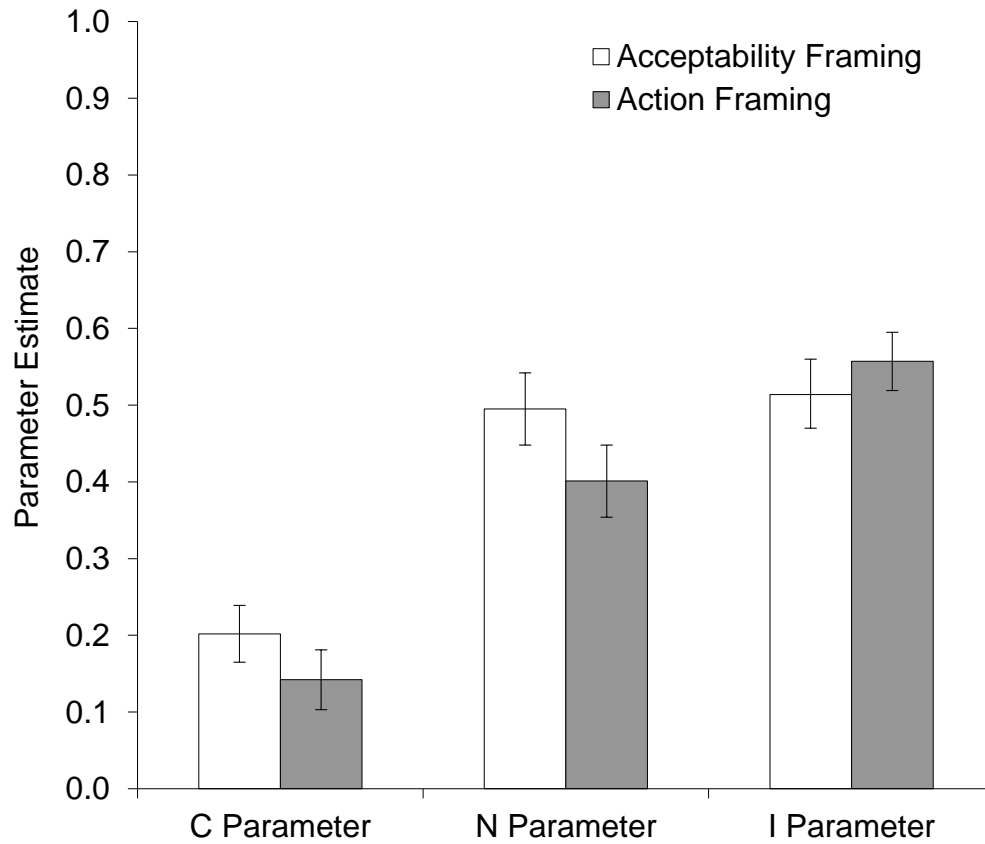 1.0
0.9
0.8
0.7
0.6
0.5
0.4
0.3
0.2
0.1
0.0
Parameter Estimate
Acceptability Framing
Action Framing
C Parameter
N Parameter
I Parameter